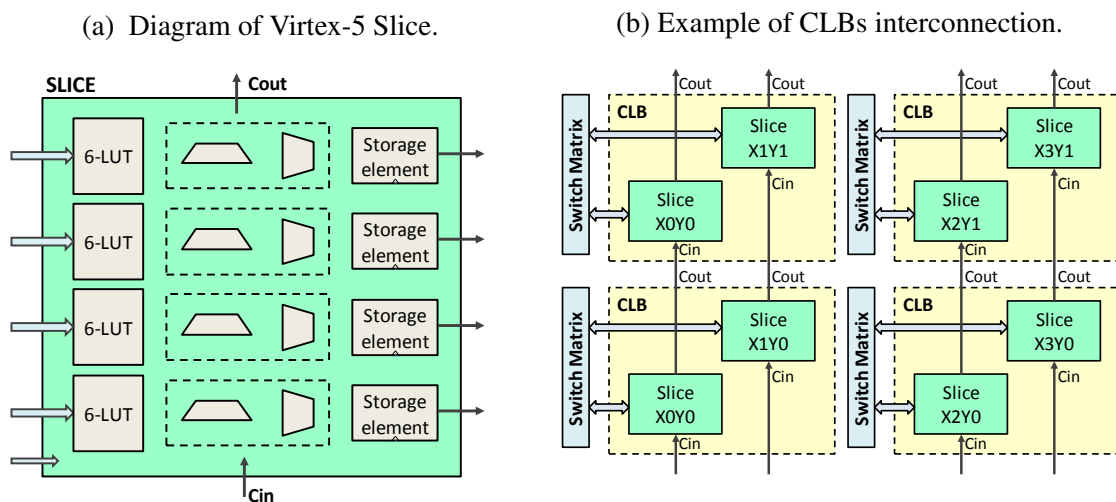 (a) Diagram of Virtex-5 Slice.
SLICE
Cout
6-LUT
Storage
element
6-LUT
Storage
element
6-LUT
Storage
element
6-LUT
Storage
element
Cin
(b) Example of CLBs interconnection.
Cout
Cout
Switch Matrix
CLB
Slice
X1Y1
Cin
Slice
X0Y0
Cin
Cout
Cout
Switch Matrix
CLB
Slice
X3Y1
Cin
Slice
X2Y1
Cin
Cout
Cout
Switch Matrix
CLB
Slice
X1Y0
Cin
Slice
X0Y0
Cin
Cout
Cout
Switch Matrix
CLB
Slice
X3Y0
Cin
Slice
X2Y0
Cin